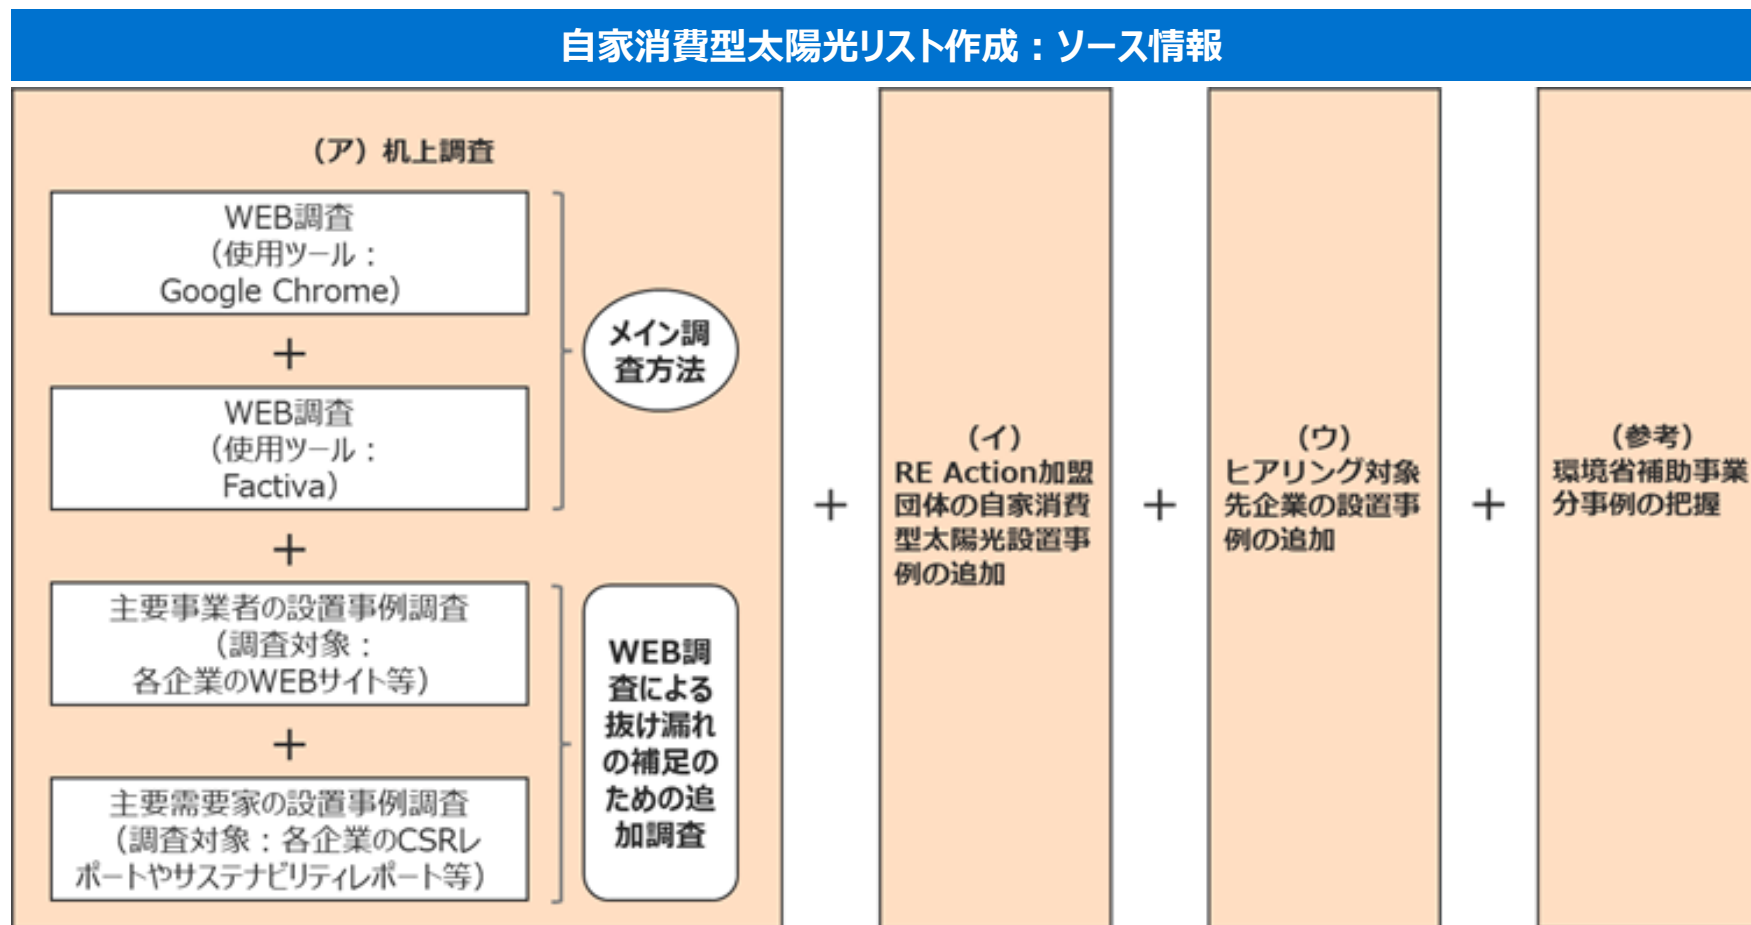 自家消費型太陽光リスト作成：ソース情報
（ア）机上調査
WEB調査
（使用ツール：
Google Chrome）
＋
WEB調査
（使用ツール：
Factiva）
＋
主要事業者の設置事例調査
（調査対象：
各企業のWEBサイト等）
＋
主要需要家の設置事例調査
（調査対象：各企業のCSRレ
ポートやサステナビリティレポート等）
メイン調
査方法
WEB調
査による
抜け漏れ
の補足の
ための追
加調査
＋
（イ）
RE Action加盟
団体の自家消費
型太陽光設置事
例の追加
＋
（ウ）
ヒアリング対象
先企業の設置事
例の追加
＋
（参考）
環境省補助事業
分事例の把握